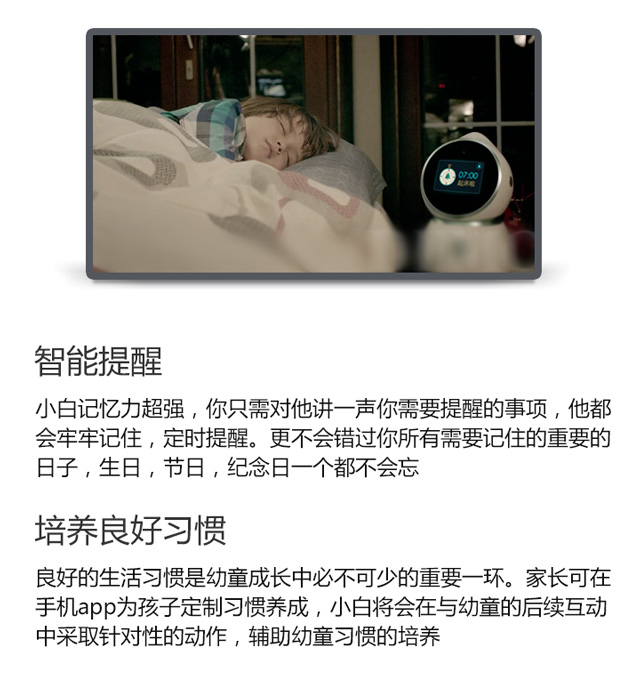 07:00
起床啦
智能提醒
小白记忆力超强，你只需对他讲一声你需要提醒的事项，他都
会牢牢记住，定时提醒。更不会错过你所有需要记住的重要的
日子，生日，节日，纪念日一个都不会忘
培养良好习惯
良好的生活习惯是幼童成长中必不可少的重要一环。家长可在
手机app为孩子定制习惯养成，小白将会在与幼童的后续互动
中采取针对性的动作，辅助幼童习惯的培养